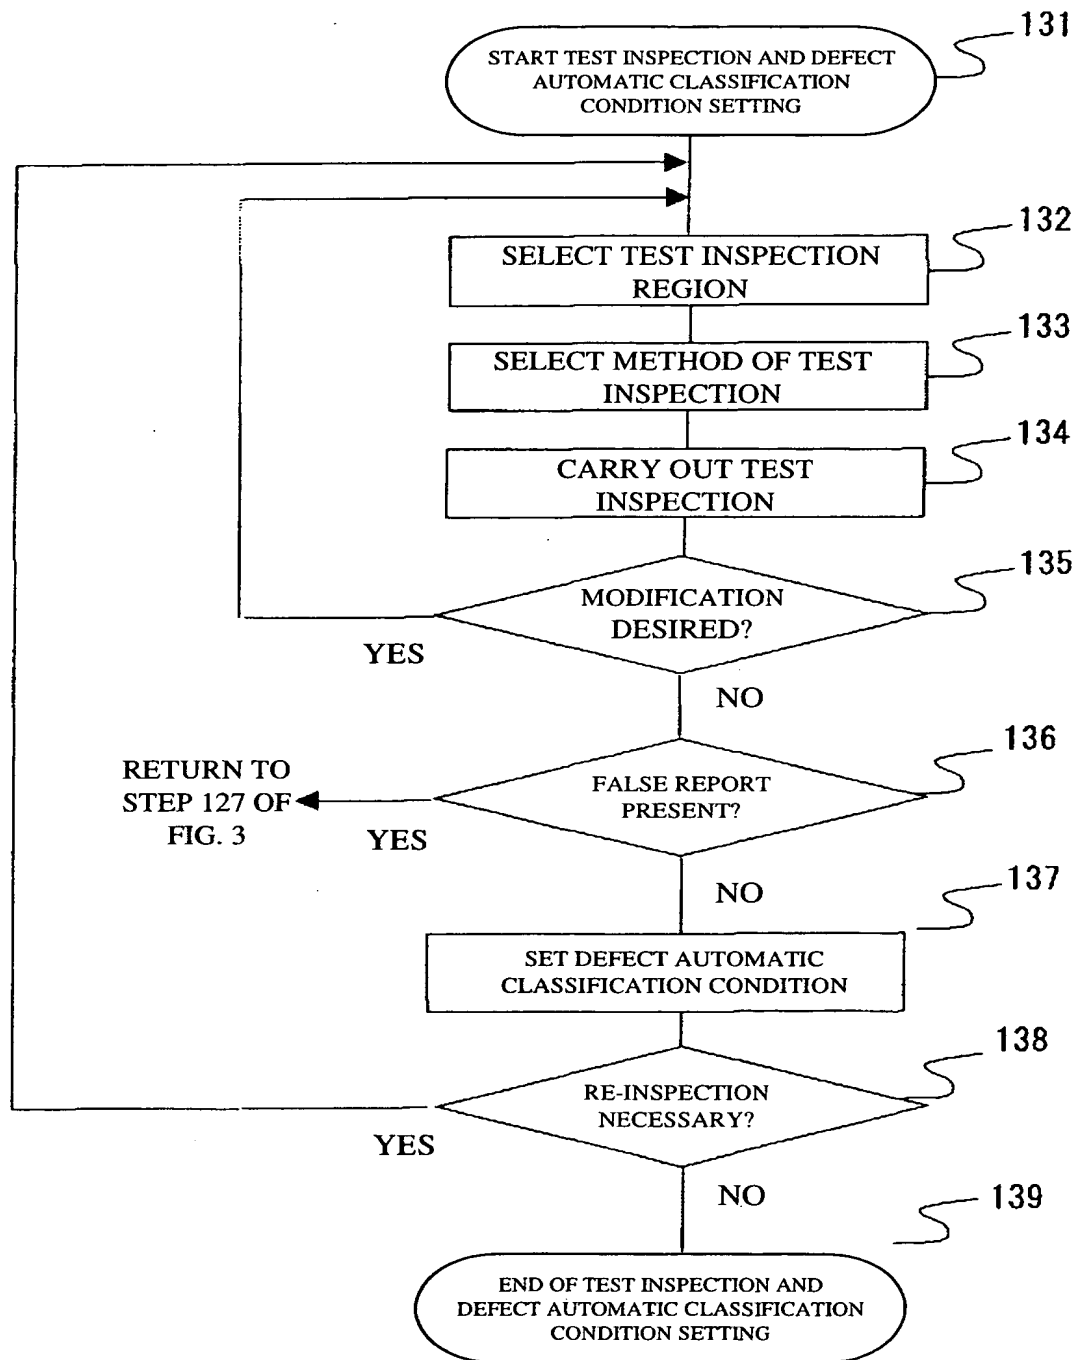 131
START TEST INSPECTION AND DEFECT
AUTOMATIC CLASSIFICATION
CONDITION SETTING
132
SELECT TEST INSPECTION
REGION
133
SELECT METHOD OF TEST
INSPECTION
134
CARRY OUT TEST
INSPECTION
135
MODIFICATION
DESIRED?
YES
NO
136
FALSE REPORT
PRESENT?
RETURN TO
STEP 127 OF
FIG. 3
YES
NO
137
SET DEFECT AUTOMATIC
CLASSIFICATION CONDITION
138
RE-INSPECTION
NECESSARY?
YES
NO
139
END OF TEST INSPECTION AND
DEFECT AUTOMATIC CLASSIFICATION
CONDITION SETTING